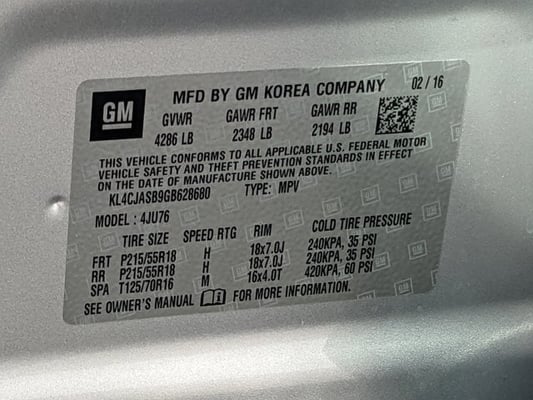 GM
MFD BY GM KOREA COMPANY 02 / 16
GVWR GAWR FRT GAWR RR
4286 LB 2348 LB 2194 LB
THIS VEHICLE CONFORMS TO ALL APPLICABLE U.S. FEDERAL MOTOR
VEHICLE SAFETY AND THEFT PREVENTION STANDARDS IN EFFECT
ON THE DATE OF MANUFACTURE SHOWN ABOVE.
KL4CJASB9GB628680 TYPE: MPV
MODEL : 4JU76
TIRE SIZE SPEED RTG RIM COLD TIRE PRESSURE
FRT P215/55R18 H 18x7.0J 240KPA, 35 PSI
RR P215/55R18 H 18x7.0J 240KPA, 35 PSI
SPA T125/70R16 M 16x4.0T 420KPA, 60 PSI
SEE OWNER'S MANUAL FOR MORE INFORMATION.